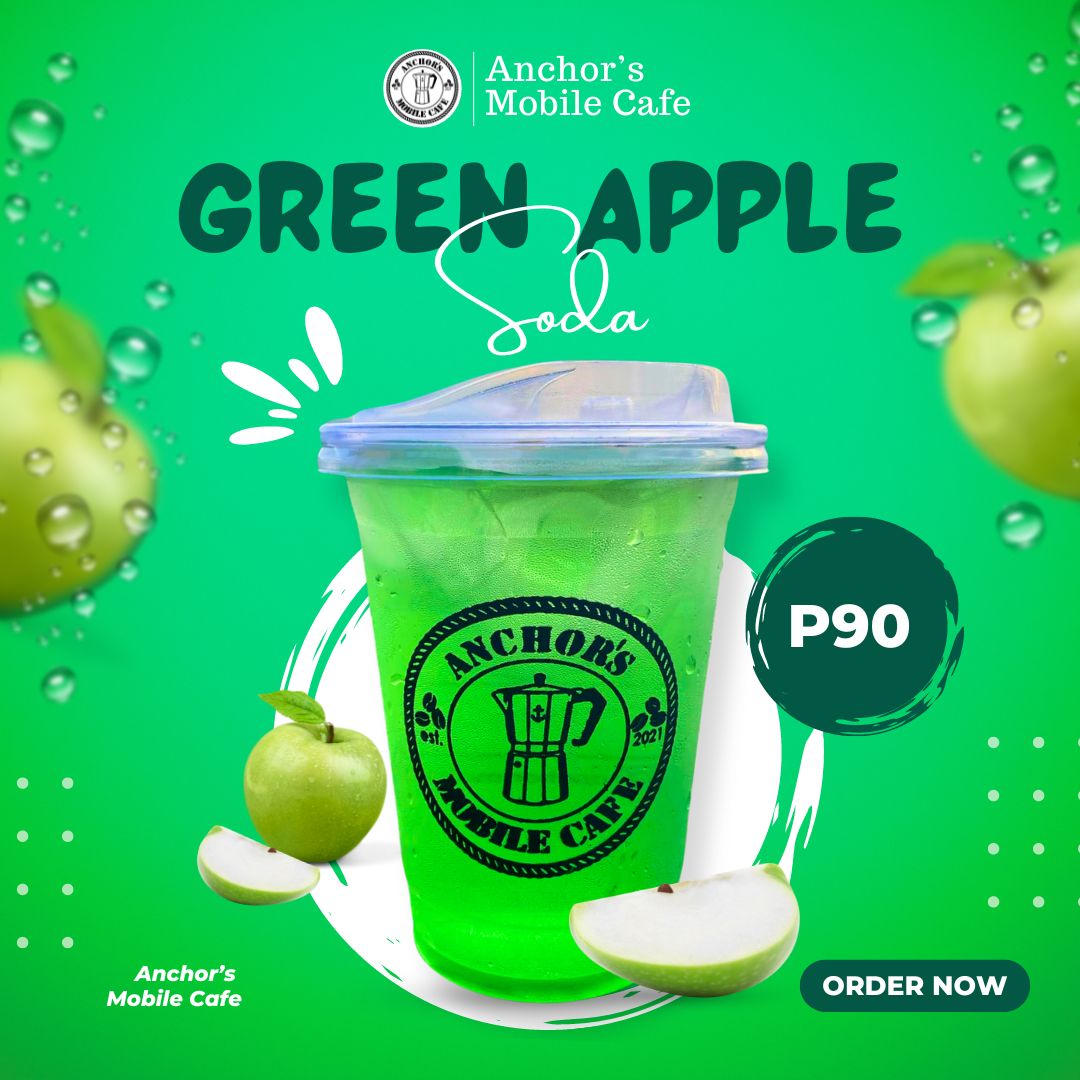 ANCHOR'S
MOBILE CAFE
Anchor's
Mobile Cafe
GREEN APPLE
Soda
P90
ANCHOR'S
est. 2021
MOBILE CAFE
Anchor's
Mobile Cafe
ORDER NOW